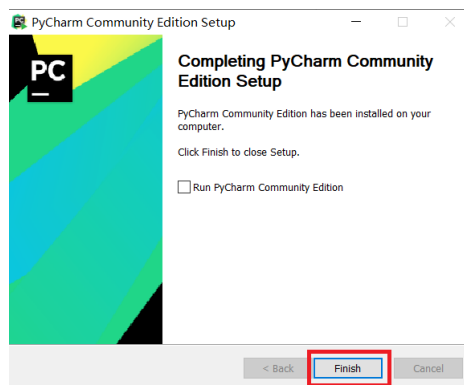 PyCharm Community Edition Setup
PC
Completing PyCharm Community
Edition Setup
PyCharm Community Edition has been installed on your
computer.
Click Finish to close Setup.
Run PyCharm Community Edition
< Back Finish Cancel